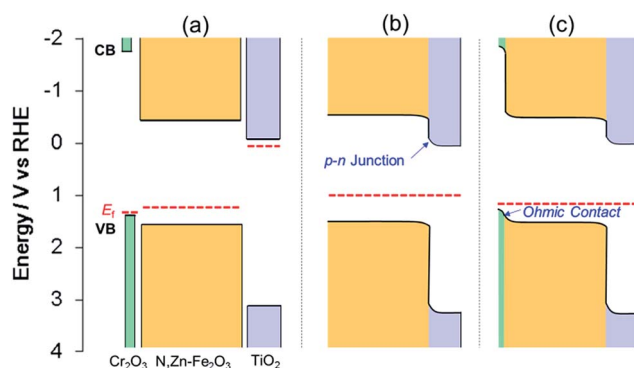 (a)
(b)
(c)
Energy / V vs RHE
-2
-1
0
1
2
3
4
CB
E_f
VB
p-n Junction
Ohmic Contact
Cr₂O₃
N,Zn-Fe₂O₃
TiO₂